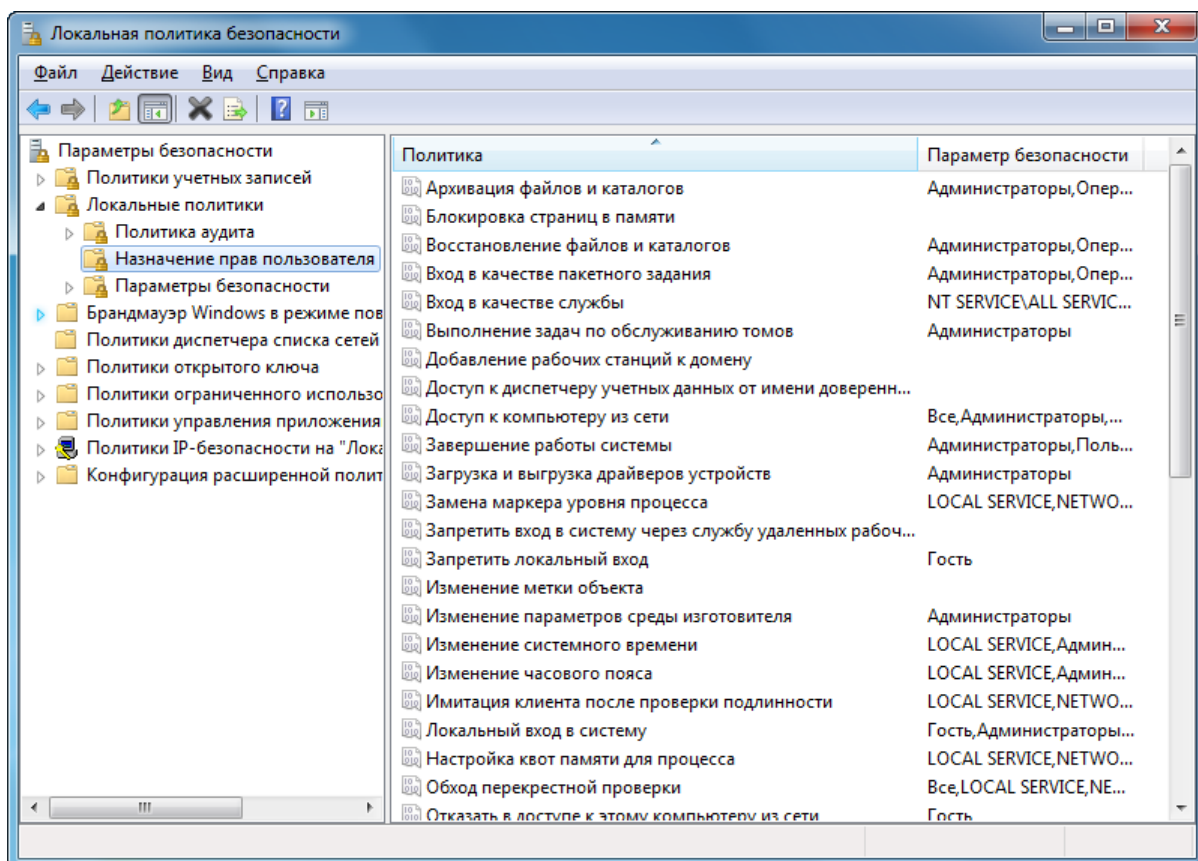 Локальная политика безопасности
Файл Действие Вид Справка
Параметры безопасности
Политики учетных записей
Локальные политики
Политика аудита
Назначение прав пользователя
Параметры безопасности
Брандмауэр Windows в режиме пов
Политики диспетчера списка сетей
Политики открытого ключа
Политики ограниченного использо
Политики управления приложения
Политики IP-безопасности на "Лока
Конфигурация расширенной полит
Политика Параметр безопасности
Архивация файлов и каталогов Администраторы,Опер...
Блокировка страниц в памяти
Восстановление файлов и каталогов Администраторы,Опер...
Вход в качестве пакетного задания Администраторы,Опер...
Вход в качестве службы NT SERVICE\ALL SERVIC...
Выполнение задач по обслуживанию томов Администраторы
Добавление рабочих станций к домену
Доступ к диспетчеру учетных данных от имени доверенн...
Доступ к компьютеру из сети Все,Администраторы,...
Завершение работы системы Администраторы,Поль...
Загрузка и выгрузка драйверов устройств Администраторы
Замена маркера уровня процесса LOCAL SERVICE,NETWO...
Запретить вход в систему через службу удаленных рабоч...
Запретить локальный вход Гость
Изменение метки объекта
Изменение параметров среды изготовителя Администраторы
Изменение системного времени LOCAL SERVICE,Админ...
Изменение часового пояса LOCAL SERVICE,Админ...
Имитация клиента после проверки подлинности LOCAL SERVICE,NETWO...
Локальный вход в систему Гость,Администраторы...
Настройка квот памяти для процесса LOCAL SERVICE,NETWO...
Обход перекрестной проверки Все,LOCAL SERVICE,NE...
Отказать в доступе к этому компьютеру из сети Гость